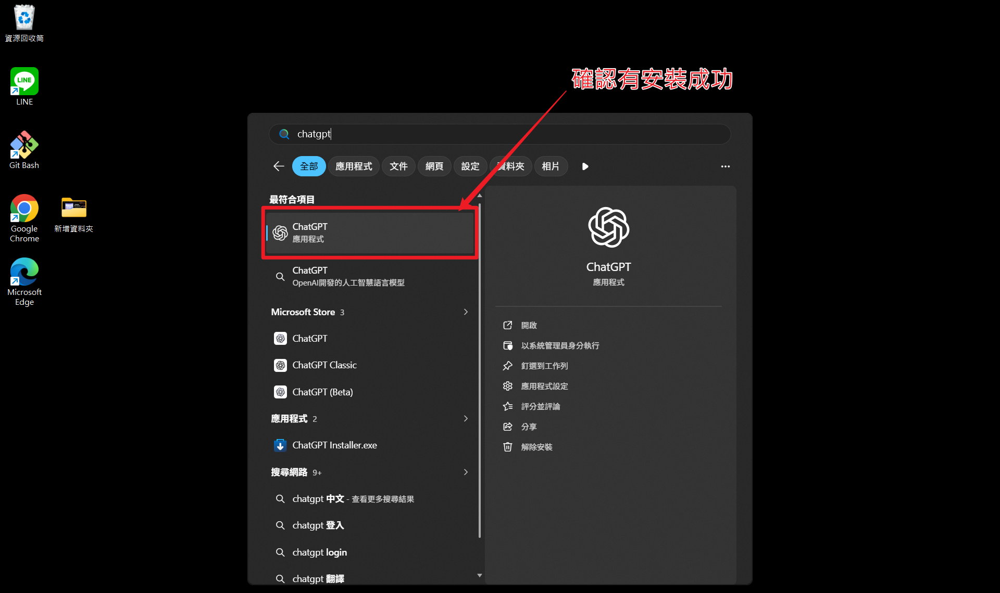 資源回收筒
LINE
LINE
Git Bash
Google
Chrome
新增資料夾
Microsoft
Edge
確認有安裝成功
chatgpt
全部
應用程式
文件
網頁
設定
資料夾
相片
最符合項目
ChatGPT
應用程式
ChatGPT
OpenAI開發的人工智慧語言模型
Microsoft Store 3
ChatGPT
ChatGPT Classic
ChatGPT (Beta)
應用程式 2
ChatGPT Installer.exe
搜尋網路 9+
chatgpt 中文 - 查看更多搜尋結果
chatgpt 登入
chatgpt login
chatgpt 翻譯
ChatGPT
應用程式
開啟
以系統管理員身分執行
釘選到工作列
應用程式設定
評分並評論
分享
解除安裝